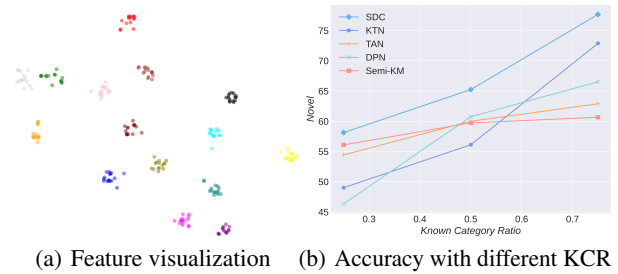 75
70
65
60
55
50
45
Novel
SDC
KTN
TAN
DPN
Semi-KM
0.3 0.4 0.5 0.6 0.7
Known Category Ratio
(a) Feature visualization
(b) Accuracy with different KCR